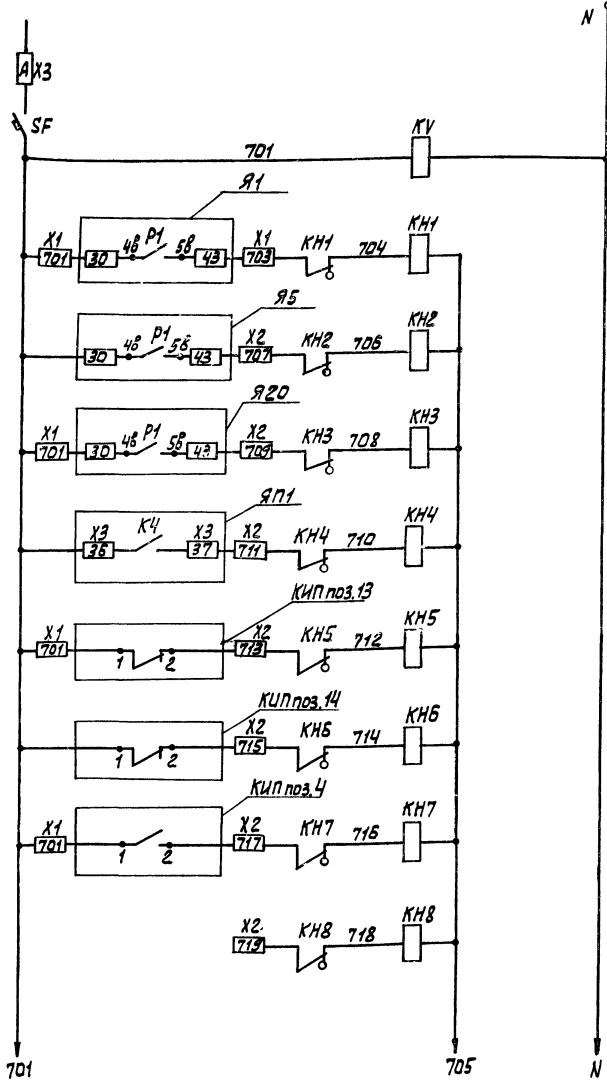 N
A X3
SF
701 KV
Я1
X1 4в P1 5в X1 KH1 704 KH1
701 30 43 703
Я5
4в P1 5в X2 KH2 706 KH2
30 43 707
Я20
X1 4в P1 5в X2 KH3 708 KH3
701 30 43 709
ЯП1
X3 K4 X3 X2 KH4 710 KH4
36 37 711
КИП поз.13
X1 X2 KH5 712 KH5
701 1 2 713
КИП поз.14
X2 KH6 714 KH6
1 2 715
КИП поз.4
X1 X2 KH7 716 KH7
701 1 2 717
X2 KH8 718 KH8
719
701 705 N